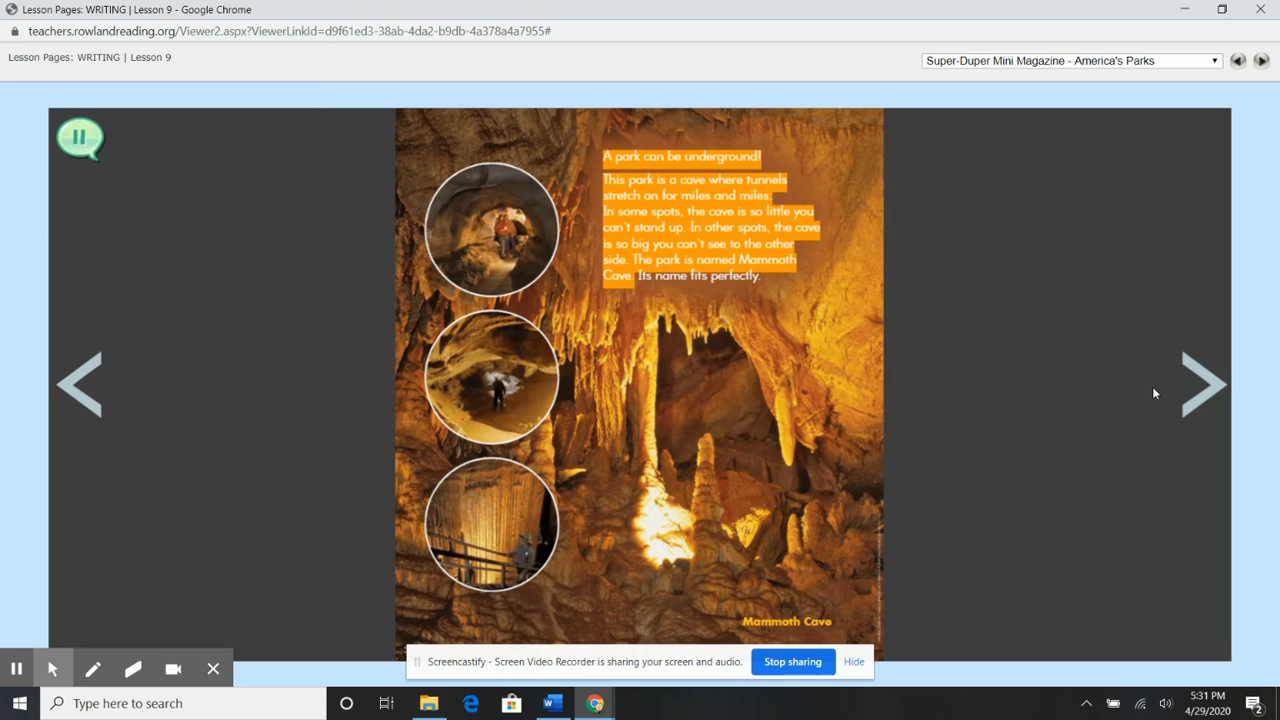 Lesson Pages: WRITING | Lesson 9 - Google Chrome
teachers.rowlandreading.org/Viewer2.aspx?ViewerLinkId=d9f61ed3-38ab-4da2-b9db-4a378a4a7955#
Lesson Pages: WRITING | Lesson 9
Super-Duper Mini Magazine - America's Parks
A park can be underground!
This park is a cave where tunnels
stretch on for miles and miles.
In some spots, the cave is so little you
can't stand up. In other spots, the cave
is so big you can't see to the other
side. The park is named Mammoth
Cave. Its name fits perfectly.
Mammoth Cave
Screencastify - Screen Video Recorder is sharing your screen and audio.
Stop sharing
Hide
Type here to search
5:31 PM
4/29/2020
2